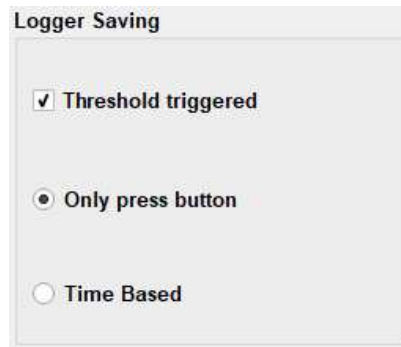 Logger Saving
Threshold triggered
Only press button
Time Based